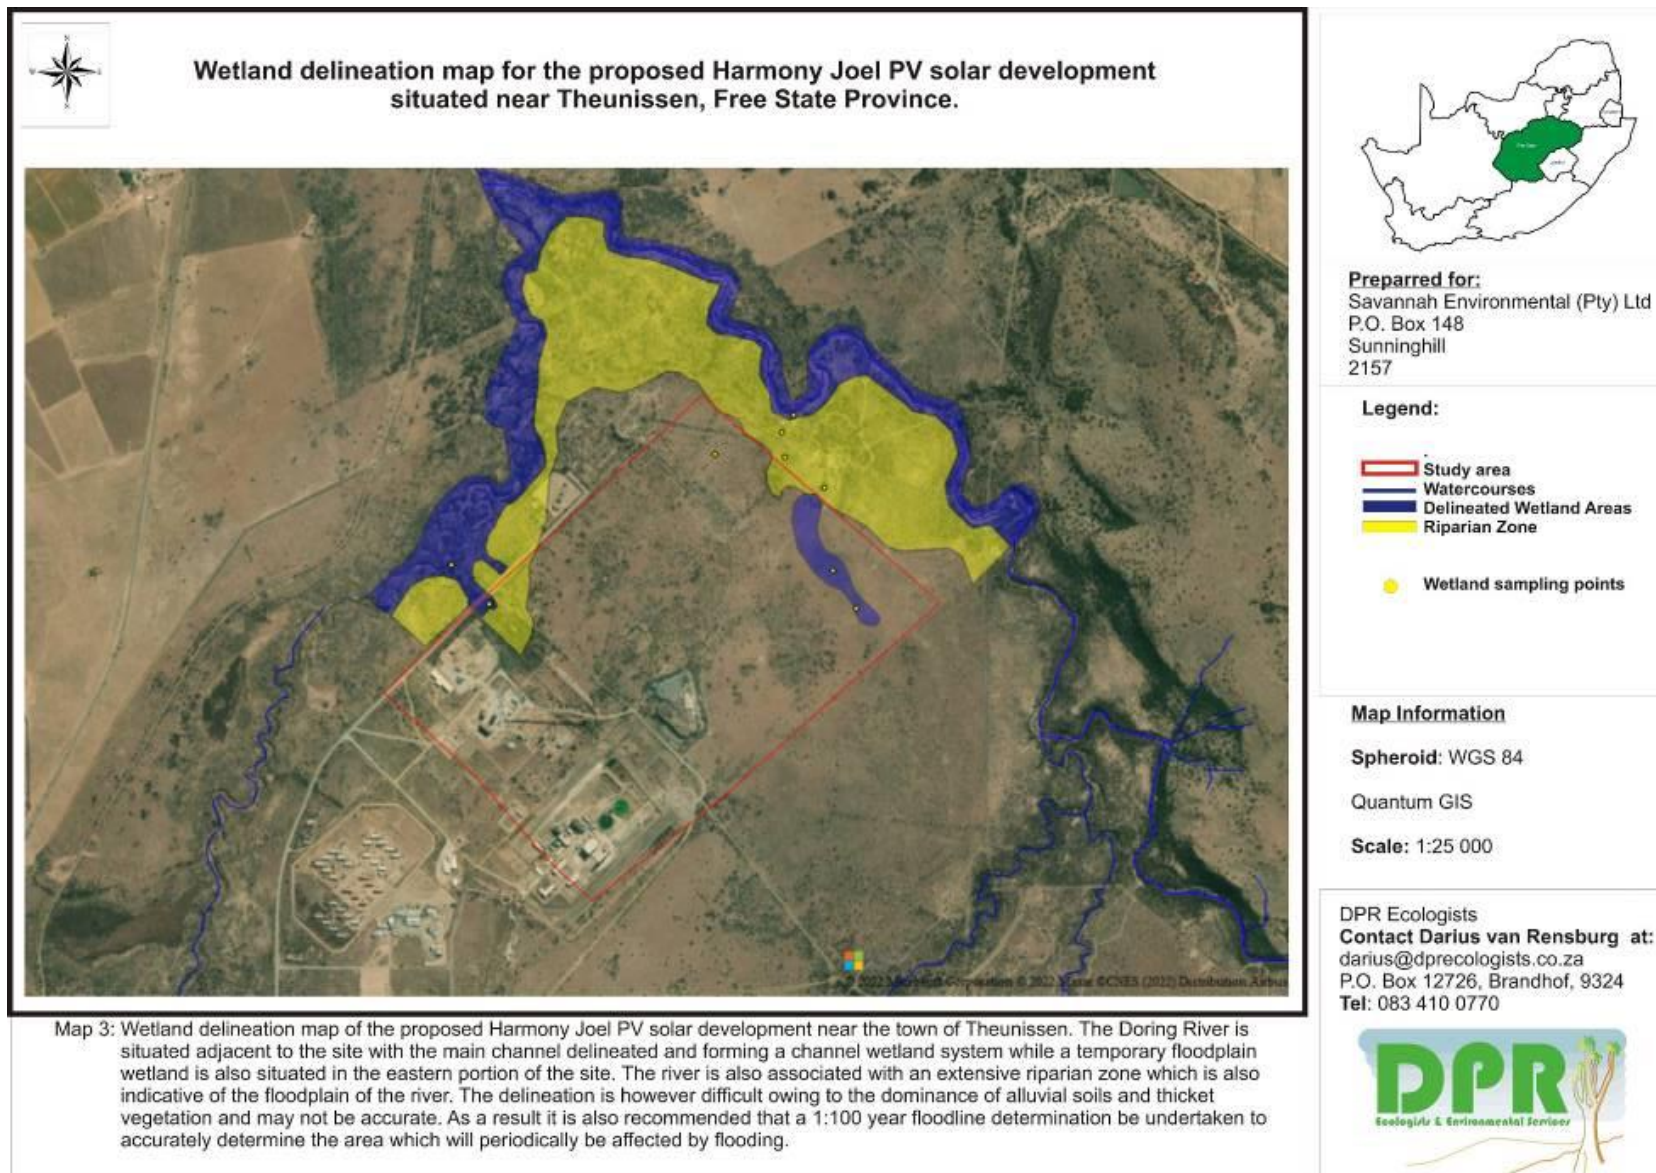 Wetland delineation map for the proposed Harmony Joel PV solar development
situated near Theunissen, Free State Province.
Preparred for:
Savannah Environmental (Pty) Ltd
P.O. Box 148
Sunninghill
2157
Legend:
Study area
Watercourses
Delineated Wetland Areas
Riparian Zone
Wetland sampling points
Map Information
Spheroid: WGS 84
Quantum GIS
Scale: 1:25 000
DPR Ecologists
Contact Darius van Rensburg at:
darius@dprecologists.co.za
P.O. Box 12726, Brandhof, 9324
Tel: 083 410 0770
DPR
Ecologists & Environmental Services
© 2022 Microsoft Corporation © 2022 ©CNES (2022) Distribution Airbus
Map 3: Wetland delineation map of the proposed Harmony Joel PV solar development near the town of Theunissen. The Doring River is
situated adjacent to the site with the main channel delineated and forming a channel wetland system while a temporary floodplain
wetland is also situated in the eastern portion of the site. The river is also associated with an extensive riparian zone which is also
indicative of the floodplain of the river. The delineation is however difficult owing to the dominance of alluvial soils and thicket
vegetation and may not be accurate. As a result it is also recommended that a 1:100 year floodline determination be undertaken to
accurately determine the area which will periodically be affected by flooding.